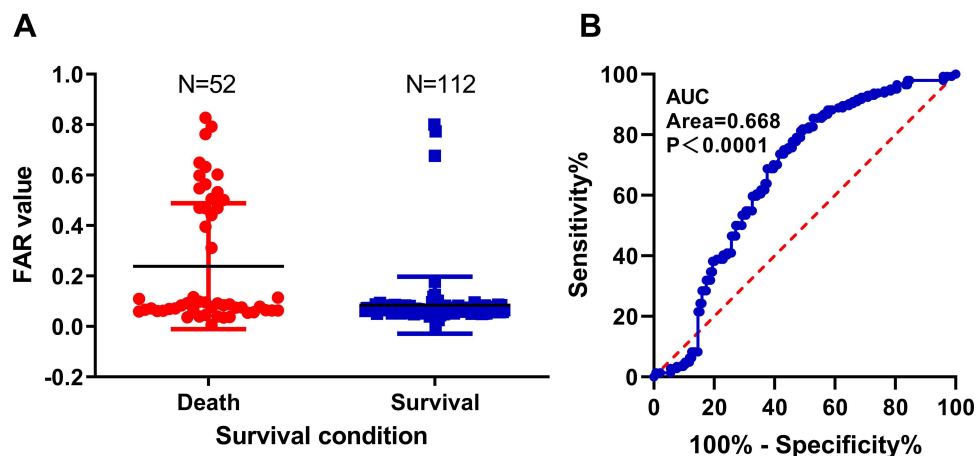 A
N=52
N=112
1.0
0.8
0.6
0.4
0.2
0.0
-0.2
FAR value
Death
Survival
Survival condition
B
AUC
Area=0.668
P＜0.0001
100
80
60
40
20
0
Sensitivity%
0
20
40
60
80
100
100% - Specificity%